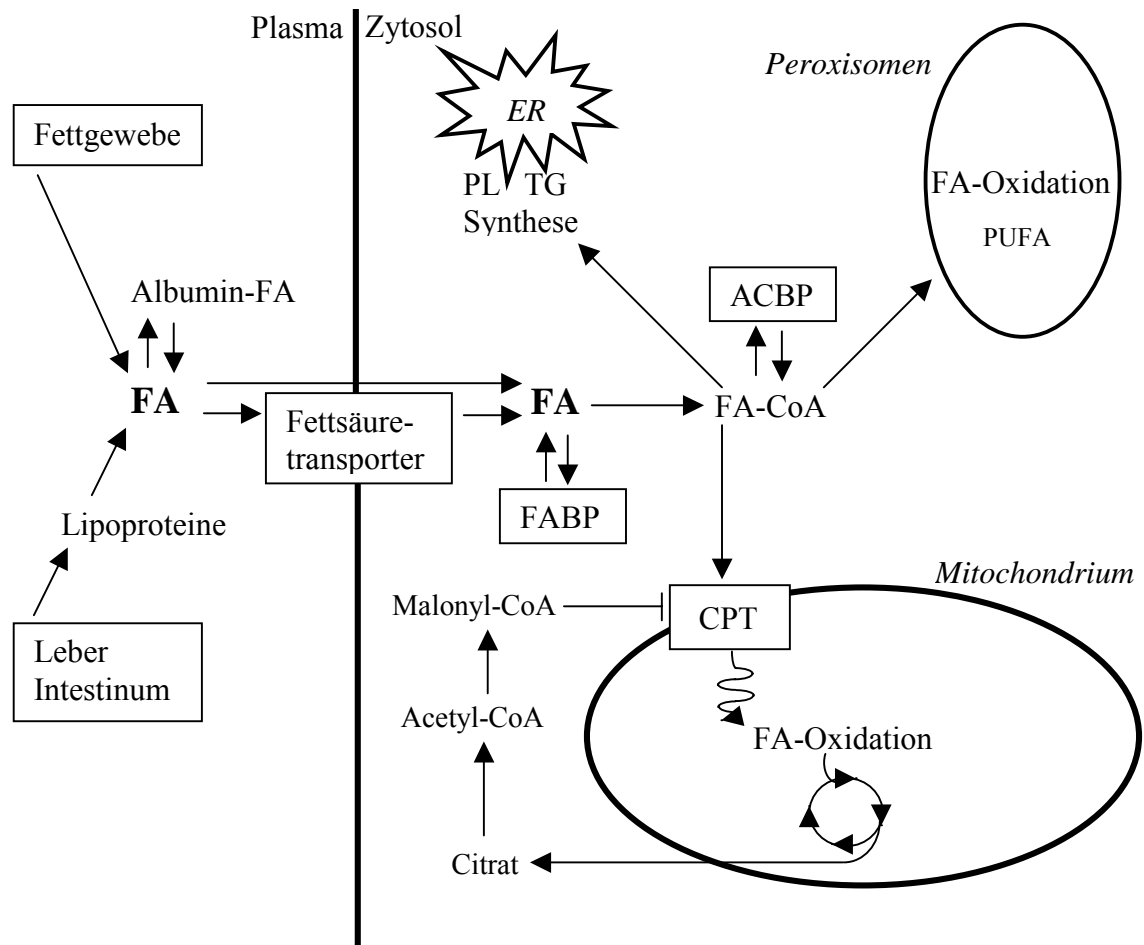 Plasma Zytosol
Peroxisomen
ER
Fettgewebe
PL TG
Synthese
FA-Oxidation
PUFA
Albumin-FA
ACBP
FA
FA
FA-CoA
Fettsäure-
transporter
FABP
Lipoproteine
Mitochondrium
Malonyl-CoA
CPT
Leber
Intestinum
Acetyl-CoA
FA-Oxidation
Citrat